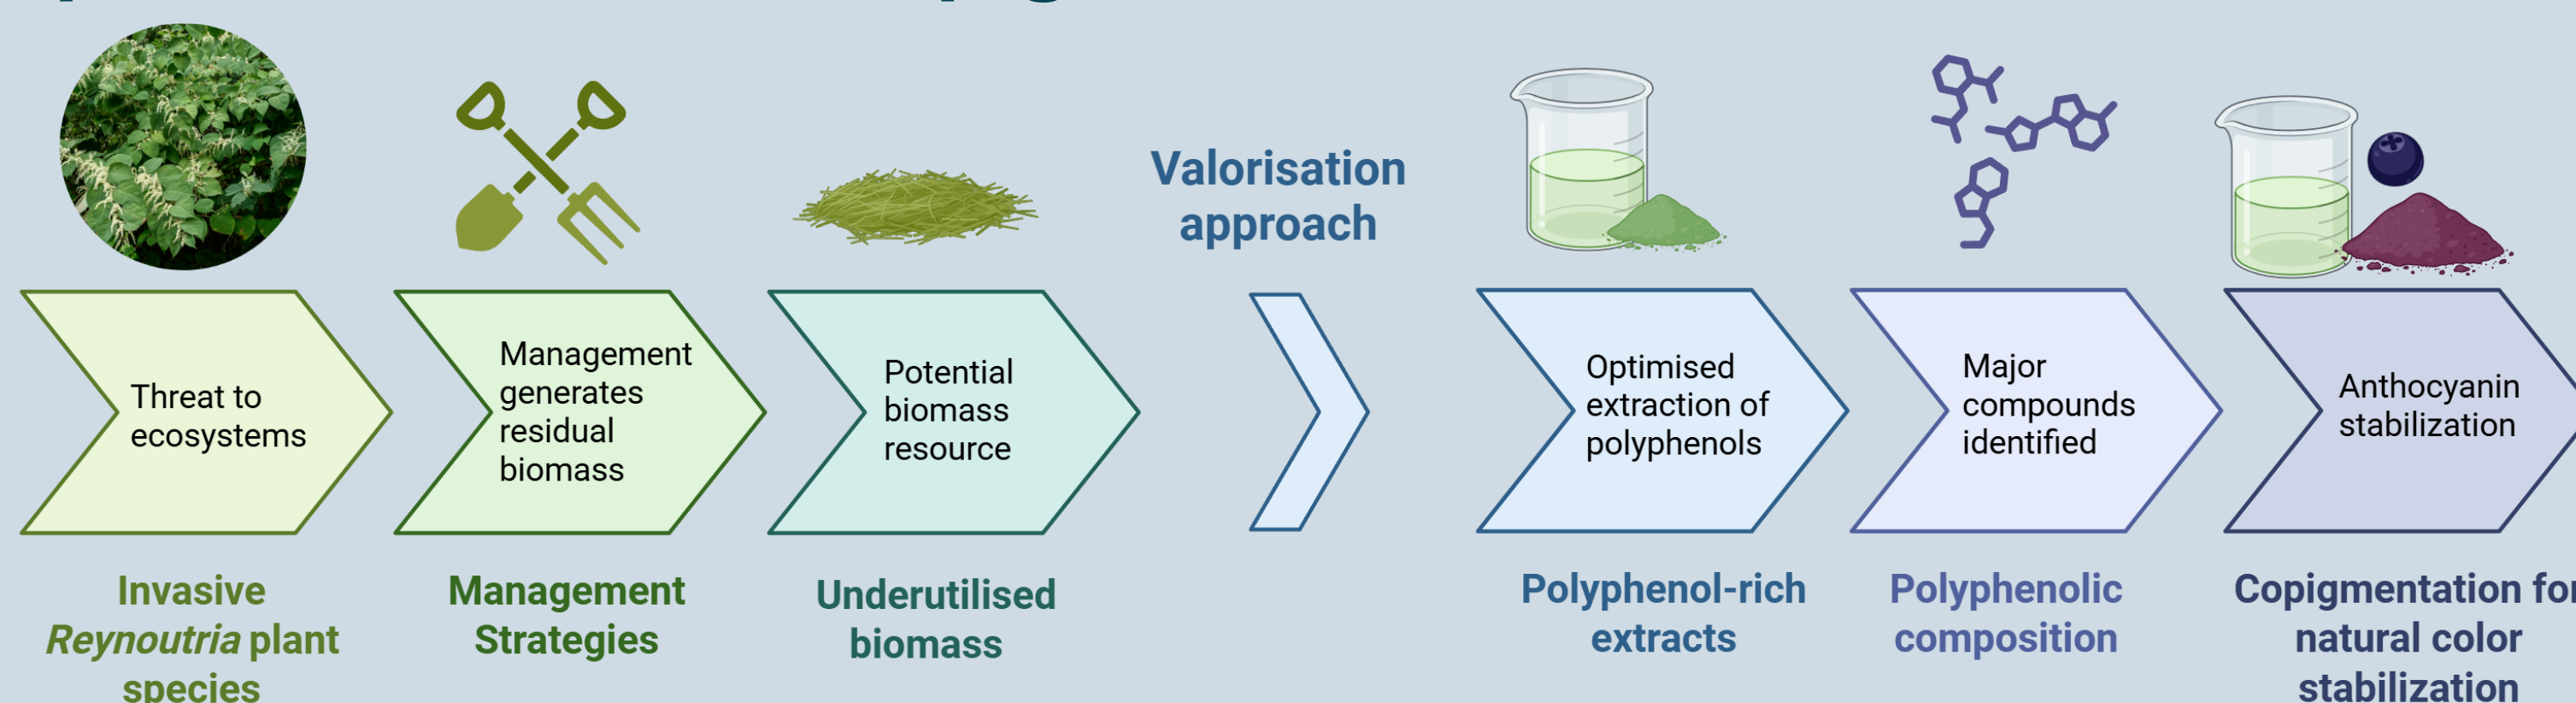 Valorisation
approach
Threat to
ecosystems
Management
generates
residual
biomass
Potential
biomass
resource
Optimised
extraction of
polyphenols
Major
compounds
identified
Anthocyanin
stabilization
Invasive
Reynoutria plant
species
Management
Strategies
Underutilised
biomass
Polyphenol-rich
extracts
Polyphenolic
composition
Copigmentation for
natural color
stabilization